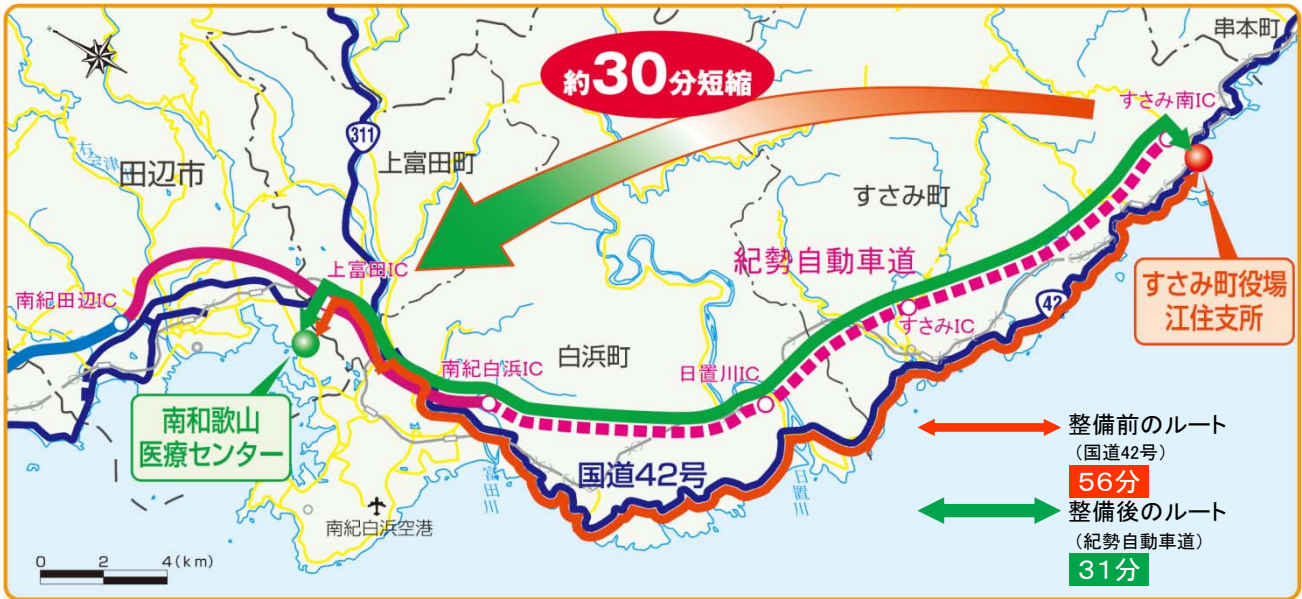 串本町
約30分短縮
すさみ南IC
311
上富田町
田辺市
すさみ町
紀勢自動車道
上富田IC
南紀田辺IC
すさみ町役場
江住支所
42
すさみIC
白浜町
南紀白浜IC
日置川IC
南和歌山
医療センター
国道42号
富田川
日置川
南紀白浜空港
整備前のルート
(国道42号)
56分
整備後のルート
(紀勢自動車道)
31分
0 2 4(km)